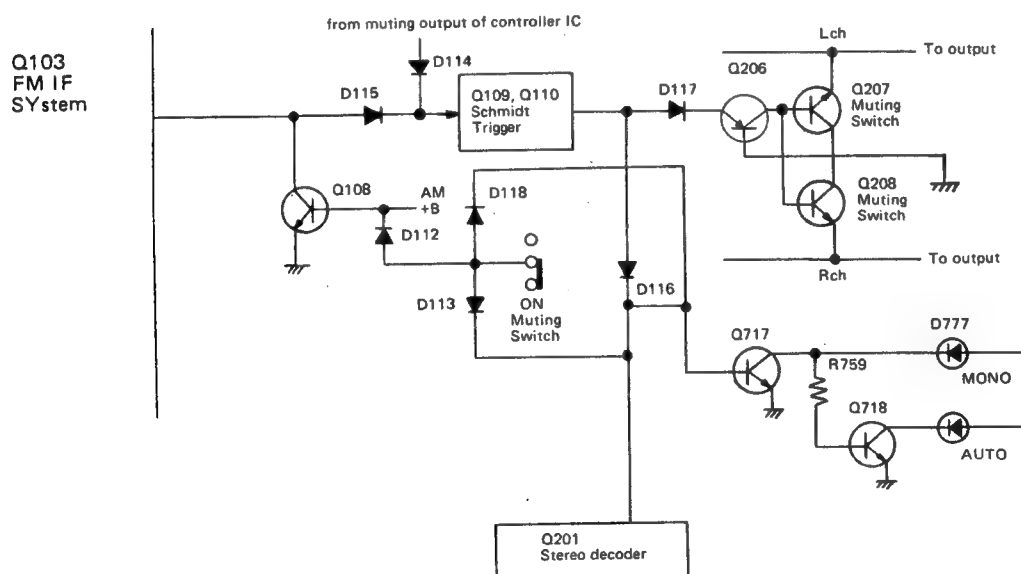 from muting output of controller IC
Q103
FM IF
SYstem
D114
D115
Q109, Q110
Schmidt
Trigger
D117
Lch
To output
Q206
Q207
Muting
Switch
Q108
AM
+B
D112
D118
Q208
Muting
Switch
D113
ON
Muting
Switch
D116
To output
Rch
Q717
R759
D777
MONO
Q718
AUTO
Q201
Stereo decoder